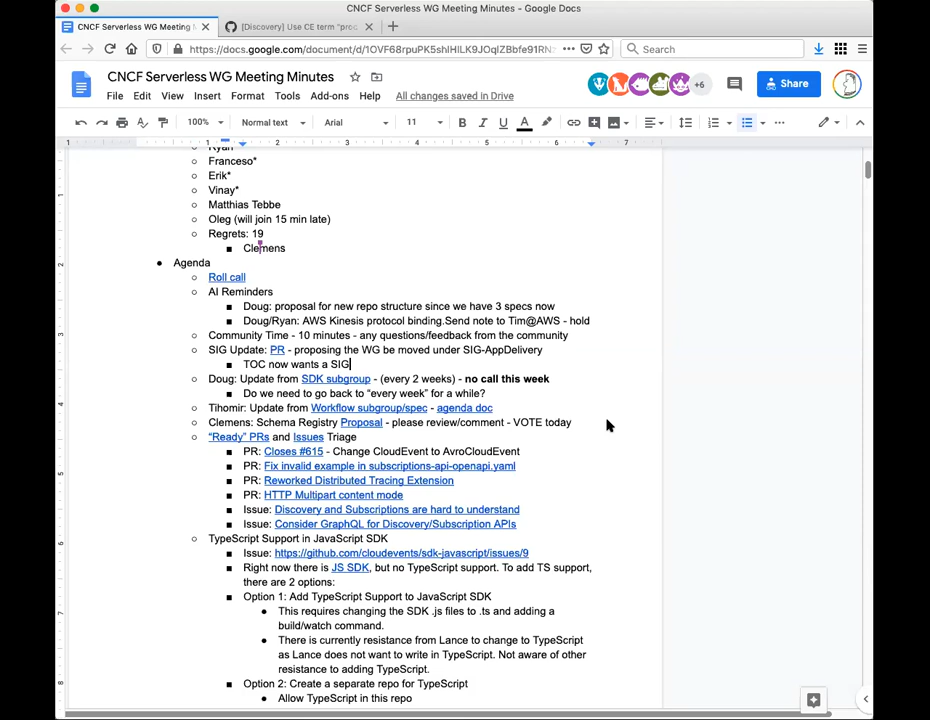 CNCF Serverless WG Meeting Minutes - Google Docs
CNCF Serverless WG Meeting Minutes
[Discovery] Use CE term "proc
https://docs.google.com/document/d/
Search
CNCF Serverless WG Meeting Minutes
+6
Share
File Edit View Insert Format Tools Add-ons Help All changes saved in Drive
100% Normal text Arial 11 B I U A
1 1 2 3 4 5 6 7
Ryan
Franceso*
Erik*
Vinay*
Matthias Tebbe
Oleg (will join 15 min late)
Regrets: 19
Clemens
Agenda
Roll call
AI Reminders
Doug: proposal for new repo structure since we have 3 specs now
Doug/Ryan: AWS Kinesis protocol binding.Send note to Tim@AWS - hold
Community Time - 10 minutes - any questions/feedback from the community
SIG Update: PR - proposing the WG be moved under SIG-AppDelivery
TOC now wants a SIG
Doug: Update from SDK subgroup - (every 2 weeks) - no call this week
Do we need to go back to "every week" for a while?
Tihomir: Update from Workflow subgroup/spec - agenda doc
Clemens: Schema Registry Proposal - please review/comment - VOTE today
"Ready" PRs and Issues Triage
PR: Closes #615 - Change CloudEvent to AvroCloudEvent
PR: Fix invalid example in subscriptions-api-openapi.yaml
PR: Reworked Distributed Tracing Extension
PR: HTTP Multipart content mode
Issue: Discovery and Subscriptions are hard to understand
Issue: Consider GraphQL for Discovery/Subscription APIs
TypeScript Support in JavaScript SDK
Issue: https://github.com/cloudevents/sdk-javascript/issues/9
Right now there is JS SDK, but no TypeScript support. To add TS support,
there are 2 options:
Option 1: Add TypeScript Support to JavaScript SDK
This requires changing the SDK .js files to .ts and adding a
build/watch command.
There is currently resistance from Lance to change to TypeScript
as Lance does not want to write in TypeScript. Not aware of other
resistance to adding TypeScript.
Option 2: Create a separate repo for TypeScript
Allow TypeScript in this repo